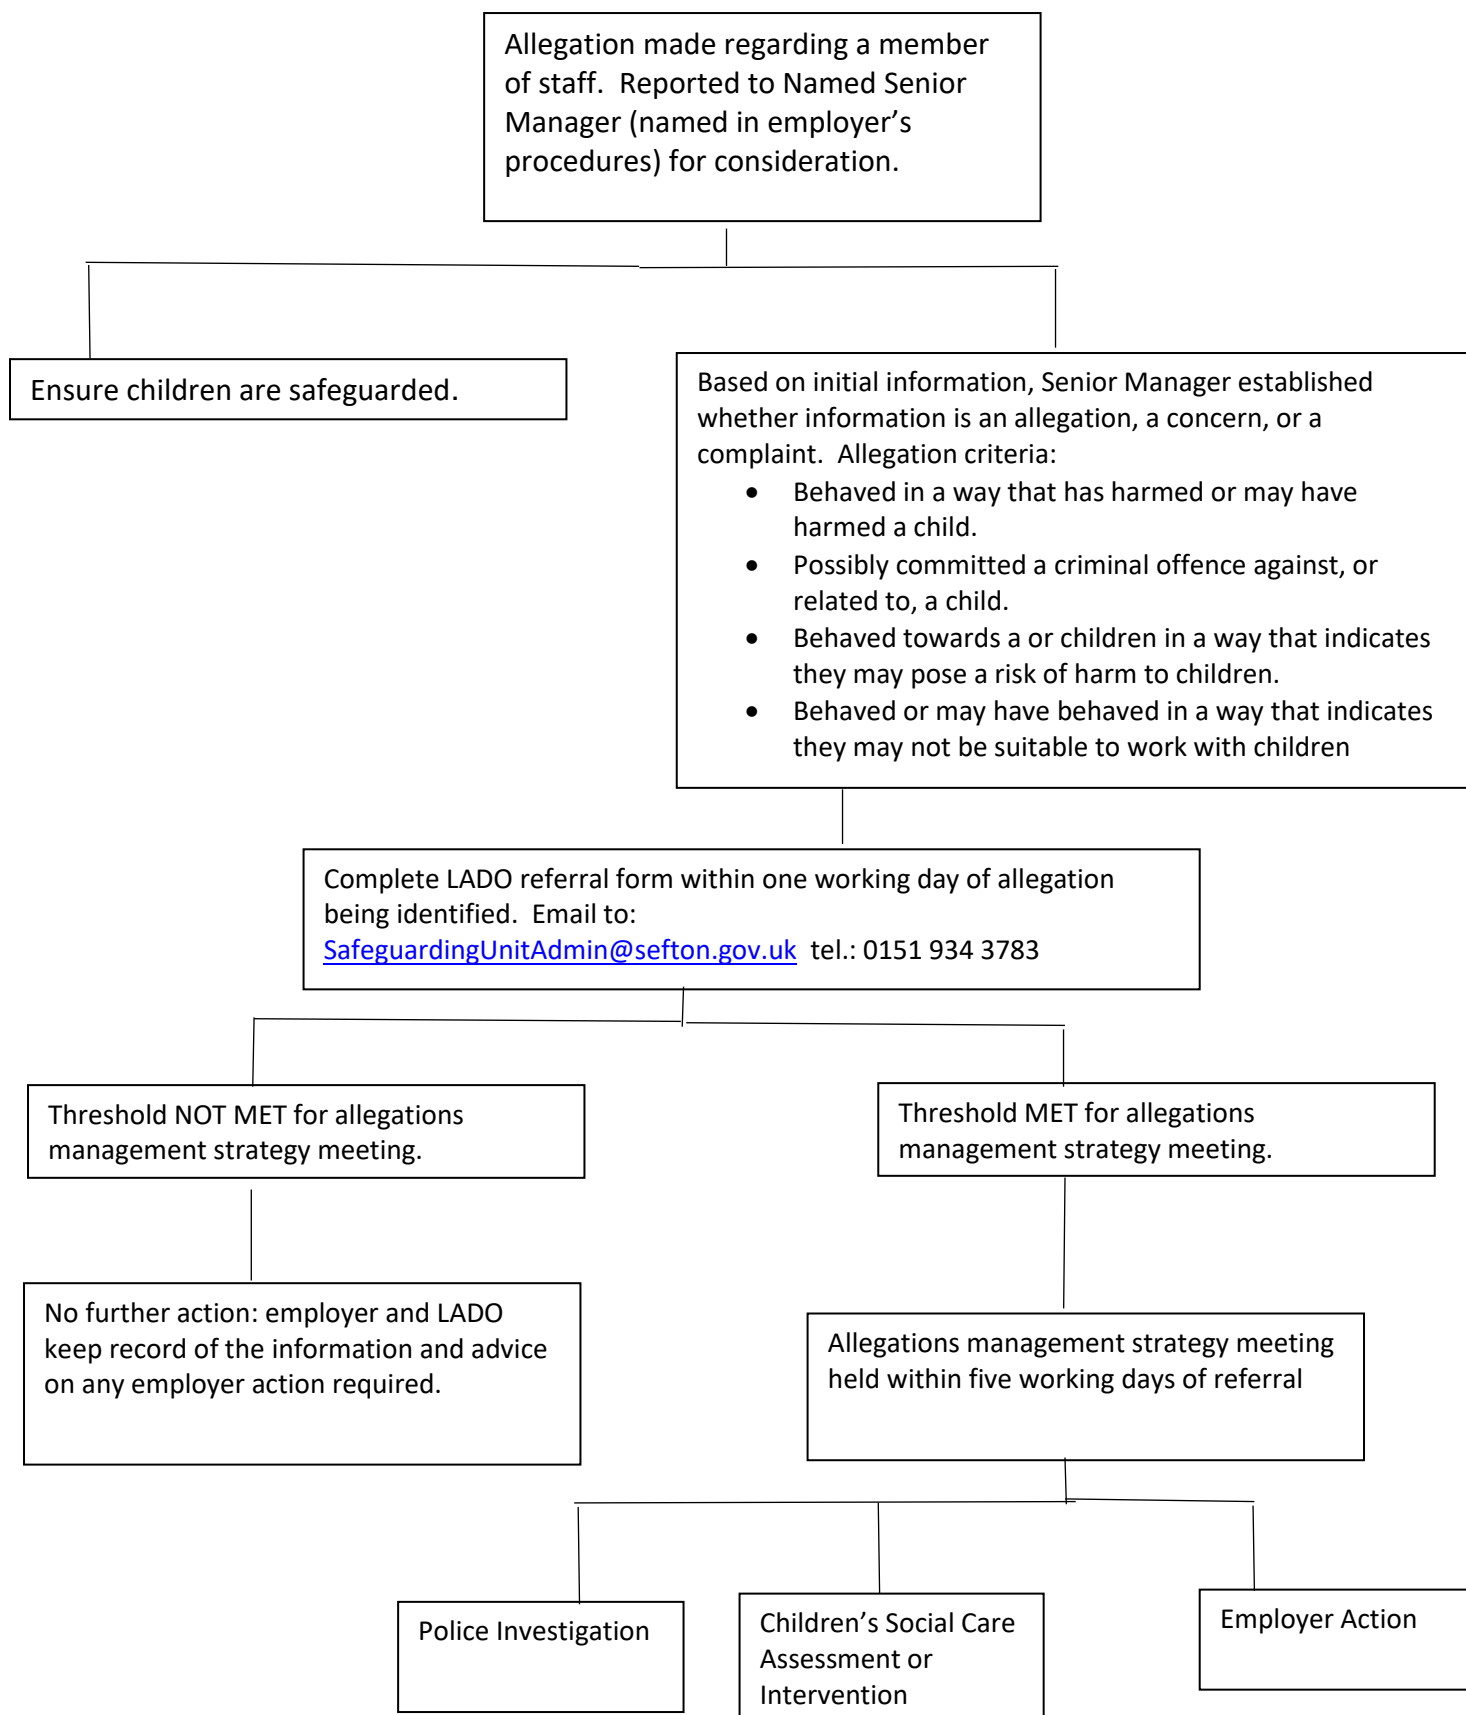 Allegation made regarding a member
of staff.  Reported to Named Senior
Manager (named in employer’s
procedures) for consideration.
Ensure children are safeguarded.
Based on initial information, Senior Manager established
whether information is an allegation, a concern, or a
complaint.  Allegation criteria:
• Behaved in a way that has harmed or may have
harmed a child.
• Possibly committed a criminal offence against, or
related to, a child.
• Behaved towards a or children in a way that indicates
they may pose a risk of harm to children.
• Behaved or may have behaved in a way that indicates
they may not be suitable to work with children
Complete LADO referral form within one working day of allegation
being identified.  Email to:
SafeguardingUnitAdmin@sefton.gov.uk  tel.: 0151 934 3783
Threshold NOT MET for allegations
management strategy meeting.
Threshold MET for allegations
management strategy meeting.
No further action: employer and LADO
keep record of the information and advice
on any employer action required.
Allegations management strategy meeting
held within five working days of referral
Police Investigation
Children’s Social Care
Assessment or
Intervention
Employer Action